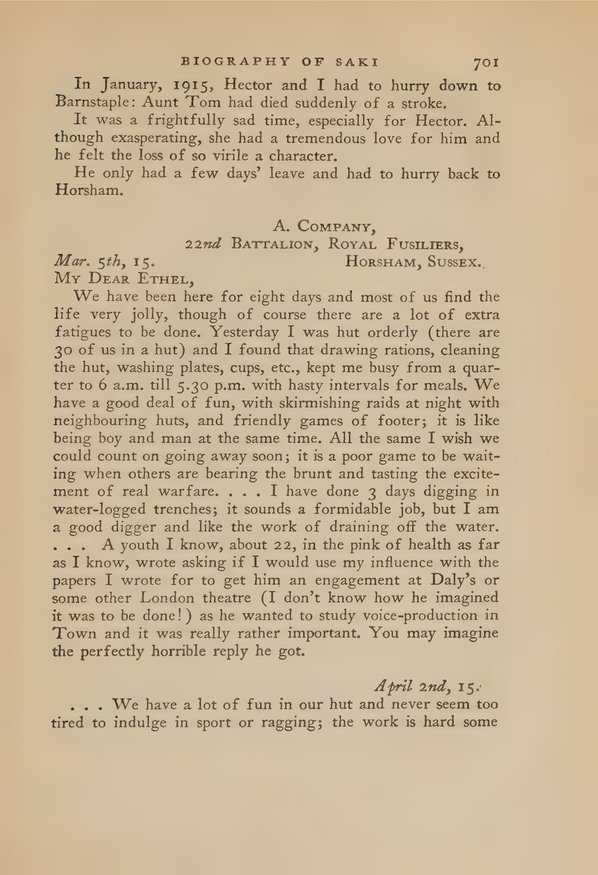 BIOGRAPHY OF SAKI 701
In January, 1915, Hector and I had to hurry down to
Barnstaple: Aunt Tom had died suddenly of a stroke.
It was a frightfully sad time, especially for Hector. Al-
though exasperating, she had a tremendous love for him and
he felt the loss of so virile a character.
He only had a few days' leave and had to hurry back to
Horsham.
A. COMPANY,
22nd BATTALION, ROYAL FUSILIERS,
Mar. 5th, 15. HORSHAM, SUSSEX.
MY DEAR ETHEL,
We have been here for eight days and most of us find the
life very jolly, though of course there are a lot of extra
fatigues to be done. Yesterday I was hut orderly (there are
30 of us in a hut) and I found that drawing rations, cleaning
the hut, washing plates, cups, etc., kept me busy from a quar-
ter to 6 a.m. till 5.30 p.m. with hasty intervals for meals. We
have a good deal of fun, with skirmishing raids at night with
neighbouring huts, and friendly games of footer; it is like
being boy and man at the same time. All the same I wish we
could count on going away soon; it is a poor game to be wait-
ing when others are bearing the brunt and tasting the excite-
ment of real warfare. . . . I have done 3 days digging in
water-logged trenches; it sounds a formidable job, but I am
a good digger and like the work of draining off the water.
. . . A youth I know, about 22, in the pink of health as far
as I know, wrote asking if I would use my influence with the
papers I wrote for to get him an engagement at Daly's or
some other London theatre (I don't know how he imagined
it was to be done!) as he wanted to study voice-production in
Town and it was really rather important. You may imagine
the perfectly horrible reply he got.
April 2nd, 15.
. . . We have a lot of fun in our hut and never seem too
tired to indulge in sport or ragging; the work is hard some